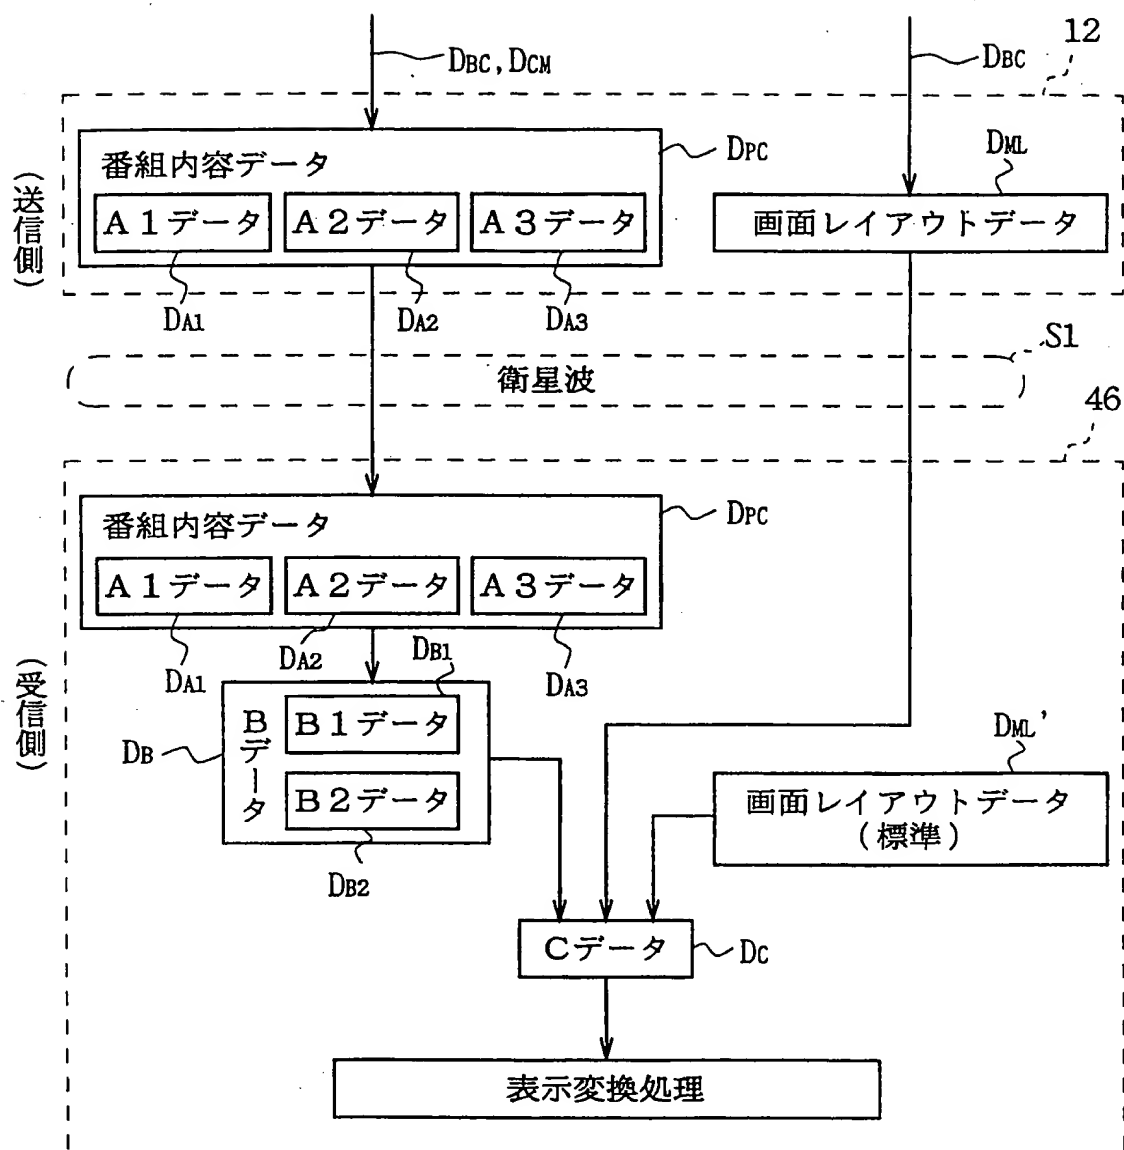 12
DBC, DCM
DBC
(送信側)
番組内容データ
DPC
DML
A1データ
A2データ
A3データ
画面レイアウトデータ
DA1
DA2
DA3
S1
衛星波
46
(受信側)
番組内容データ
DPC
A1データ
A2データ
A3データ
DA1
DA2
DB1
DA3
DB
Bデータ
B1データ
B2データ
DB2
DML'
画面レイアウトデータ
(標準)
Cデータ
DC
表示変換処理